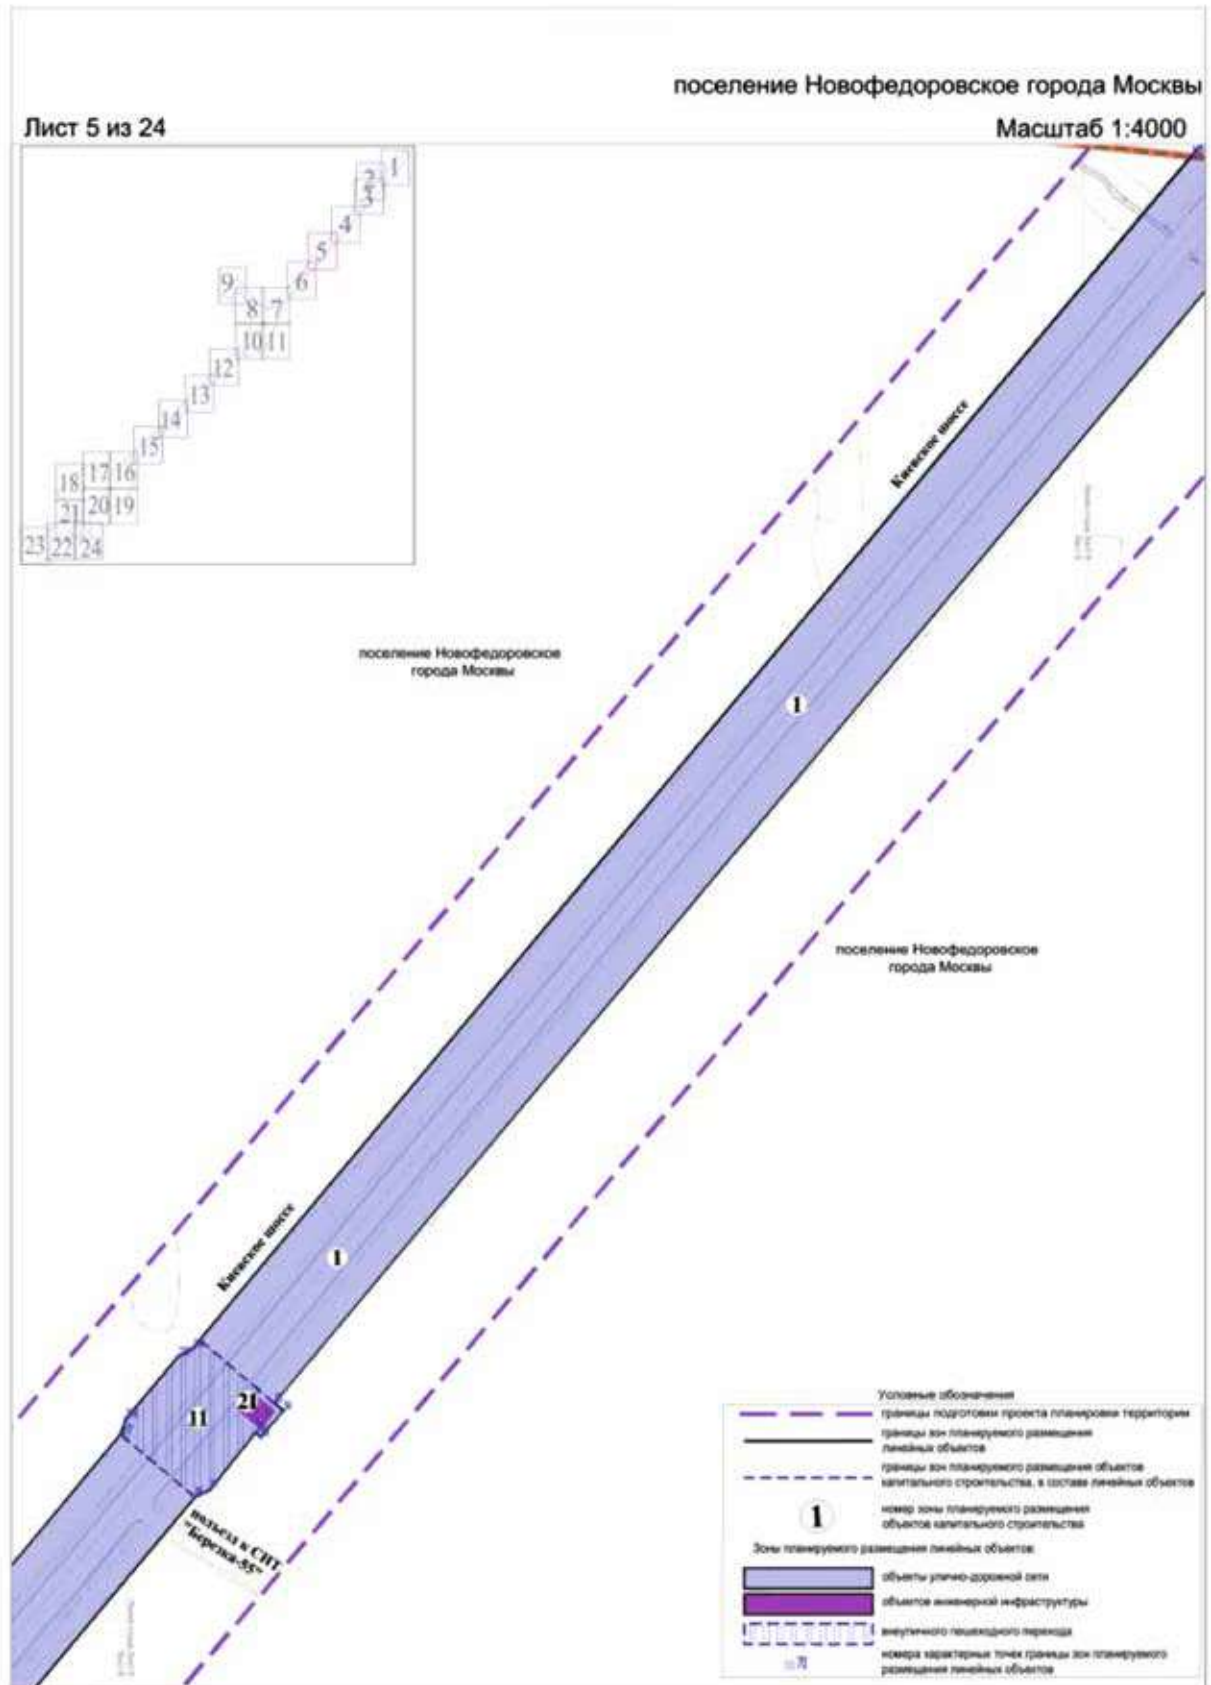 поселение Новофедоровское города Москвы
Лист 5 из 24
Масштаб 1:4000
1
2
3
4
5
6
9
8
7
10
11
12
13
14
15
18
17
16
21
20
19
23
22
24
Киевское шоссе
поселение Новофедоровское
города Москвы
1
поселение Новофедоровское
города Москвы
Киевское шоссе
1
21
11
подъезд к СНТ
"Березка-95"
Условные обозначения
границы подготовки проекта планировки территории
границы зон планируемого размещения
линейных объектов
границы зон планируемого размещения объектов
капитального строительства, в составе линейных объектов
1
номер зоны планируемого размещения
объектов капитального строительства
Зоны планируемого размещения линейных объектов:
объекты улично-дорожной сети
объектов инженерной инфраструктуры
внеуличного пешеходного перехода
номера характерных точек границы зон планируемого
размещения линейных объектов